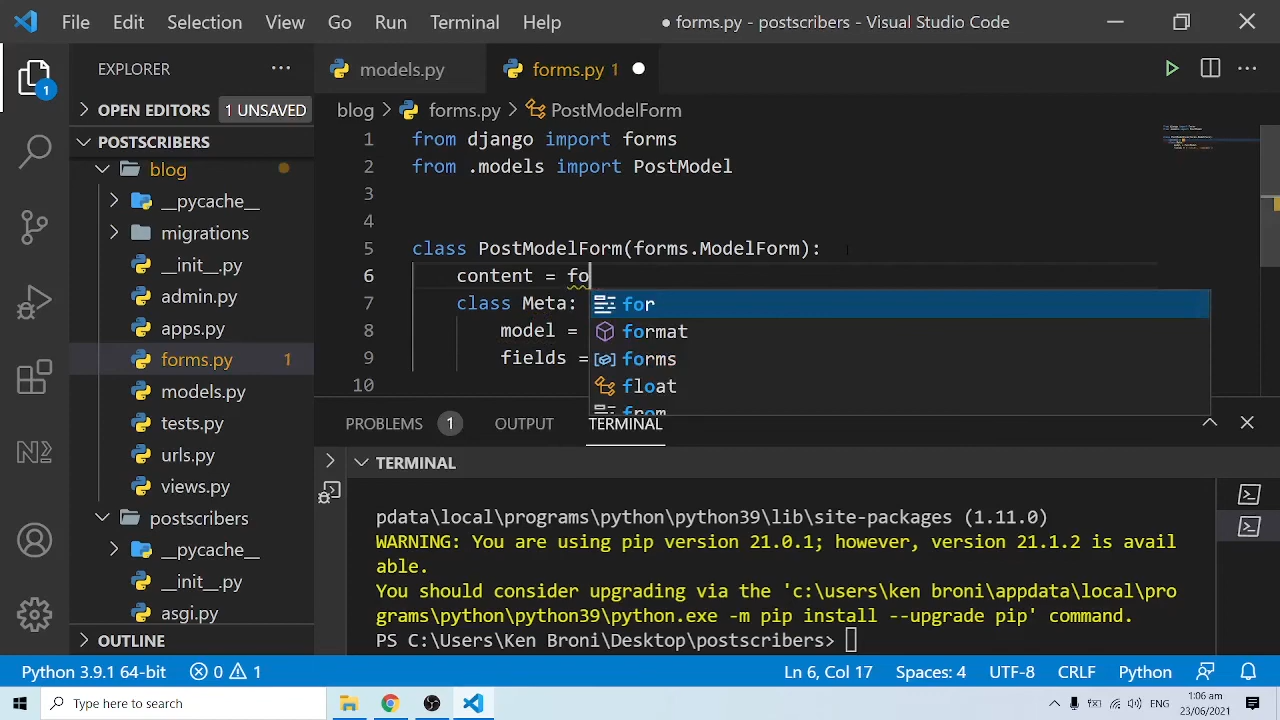 File Edit Selection View Go Run Terminal Help ● forms.py - postscribers - Visual Studio Code
EXPLORER ...
models.py forms.py 1
OPEN EDITORS 1 UNSAVED
1
blog > forms.py > PostModelForm
POSTSCRIBERS
1 from django import forms
blog
2 from .models import PostModel
__pycache__
3
migrations
4
__init__.py
5 class PostModelForm(forms.ModelForm):
admin.py
6 content = fo
apps.py
7 class Meta:
for
8 model =
format
forms.py 1
9 fields =
forms
models.py
10
float
from
tests.py
PROBLEMS 1 OUTPUT TERMINAL
urls.py
TERMINAL
views.py
postscribers
pdata\local\programs\python\python39\lib\site-packages (1.11.0)
__pycache__
WARNING: You are using pip version 21.0.1; however, version 21.1.2 is avail
able.
__init__.py
You should consider upgrading via the 'c:\users\ken broni\appdata\local\pro
asgi.py
grams\python\python39\python.exe -m pip install --upgrade pip' command.
OUTLINE
PS C:\Users\Ken Broni\Desktop\postscribers>
Python 3.9.1 64-bit 0 1 Ln 6, Col 17 Spaces: 4 UTF-8 CRLF Python
Type here to search ENG 1:06 am
23/06/2021